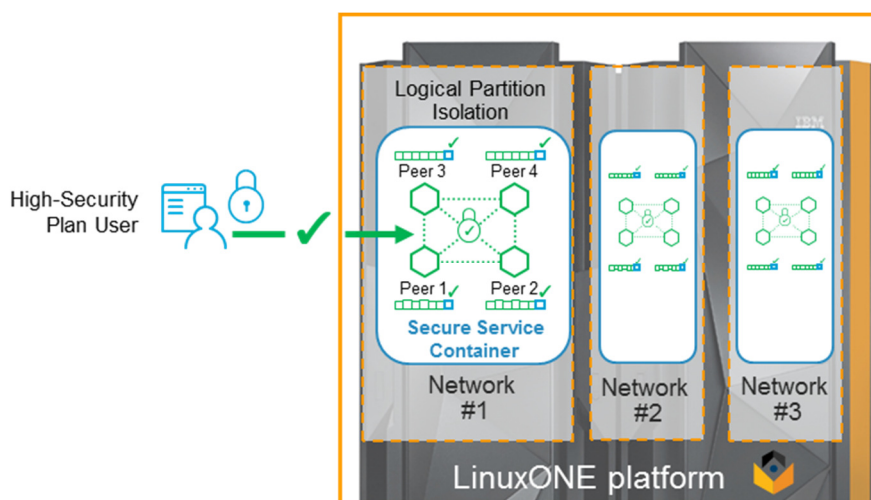 Logical Partition
Isolation
IBM
Peer 3
Peer 4
High-Security
Plan User
Peer 1
Peer 2
Secure Service
Container
Network
#1
Network
#2
Network
#3
LinuxONE platform